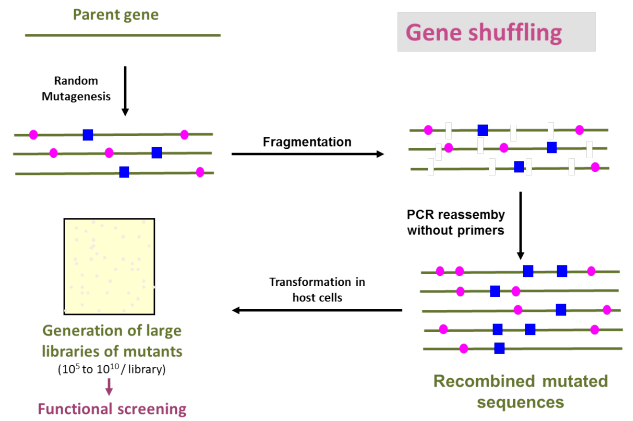 Parent gene
Gene shuffling
Random
Mutagenesis
Fragmentation
PCR reassemby
without primers
Transformation in
host cells
Generation of large
libraries of mutants
(10⁵ to 10¹⁰ / library)
Recombined mutated
sequences
Functional screening